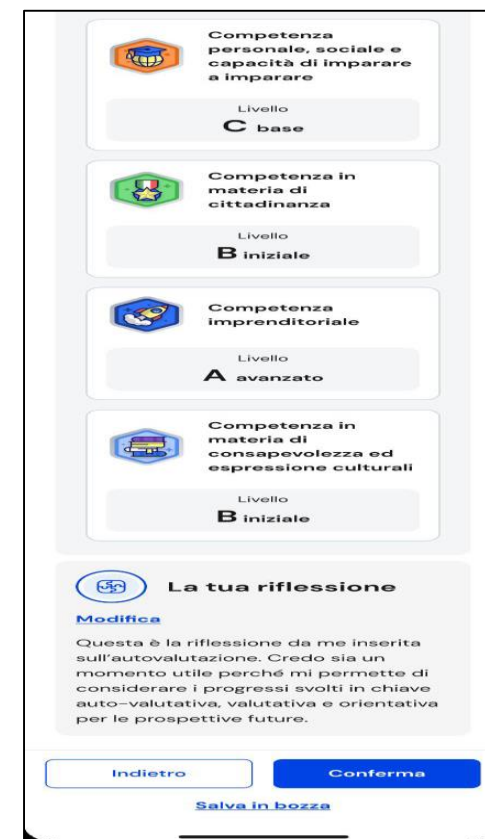 Competenza
personale, sociale e
capacità di imparare
a imparare
Livello
C base
Competenza in
materia di
cittadinanza
Livello
B iniziale
Competenza
imprenditoriale
Livello
A avanzato
Competenza in
materia di
consapevolezza ed
espressione culturali
Livello
B iniziale
La tua riflessione
Modifica
Questa è la riflessione da me inserita
sull'autovalutazione. Credo sia un
momento utile perché mi permette di
considerare i progressi svolti in chiave
auto-valutativa, valutativa e orientativa
per le prospettive future.
Indietro
Conferma
Salva in bozza